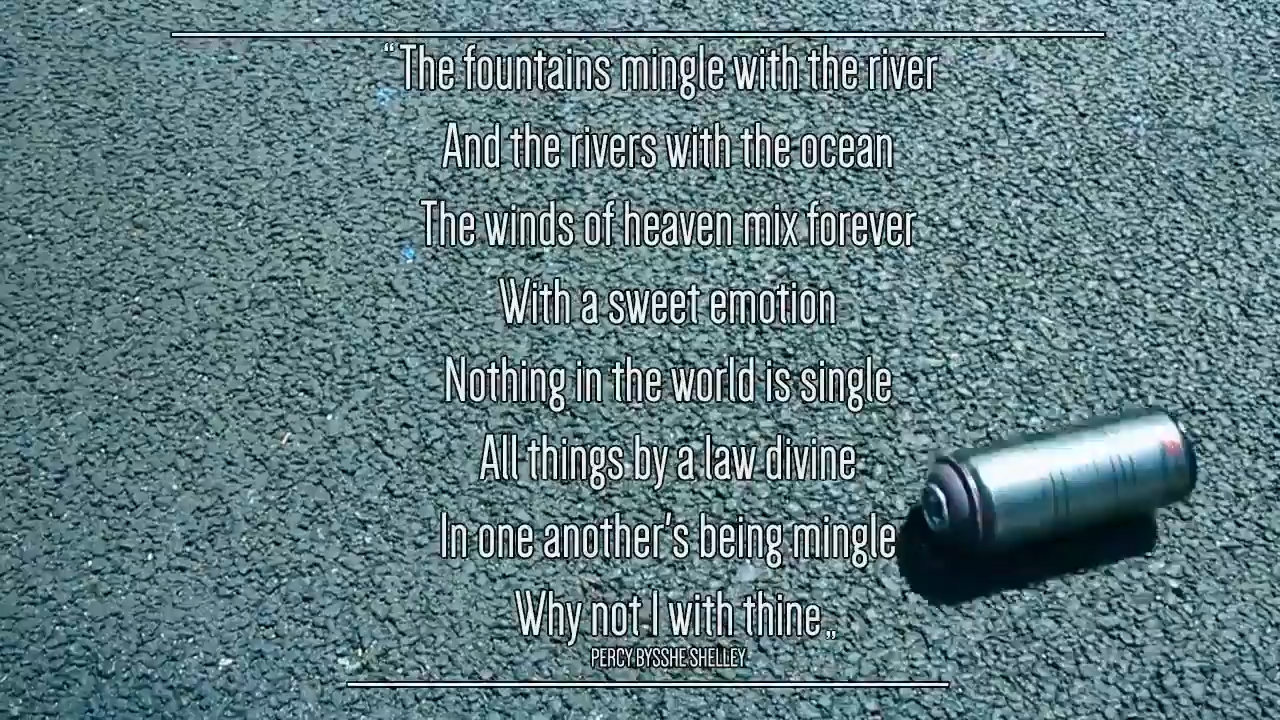 “The fountains mingle with the river
And the rivers with the ocean
The winds of heaven mix forever
With a sweet emotion
Nothing in the world is single
All things by a law divine
In one another's being mingle
Why not I with thine„
PERCY BYSSHE SHELLEY